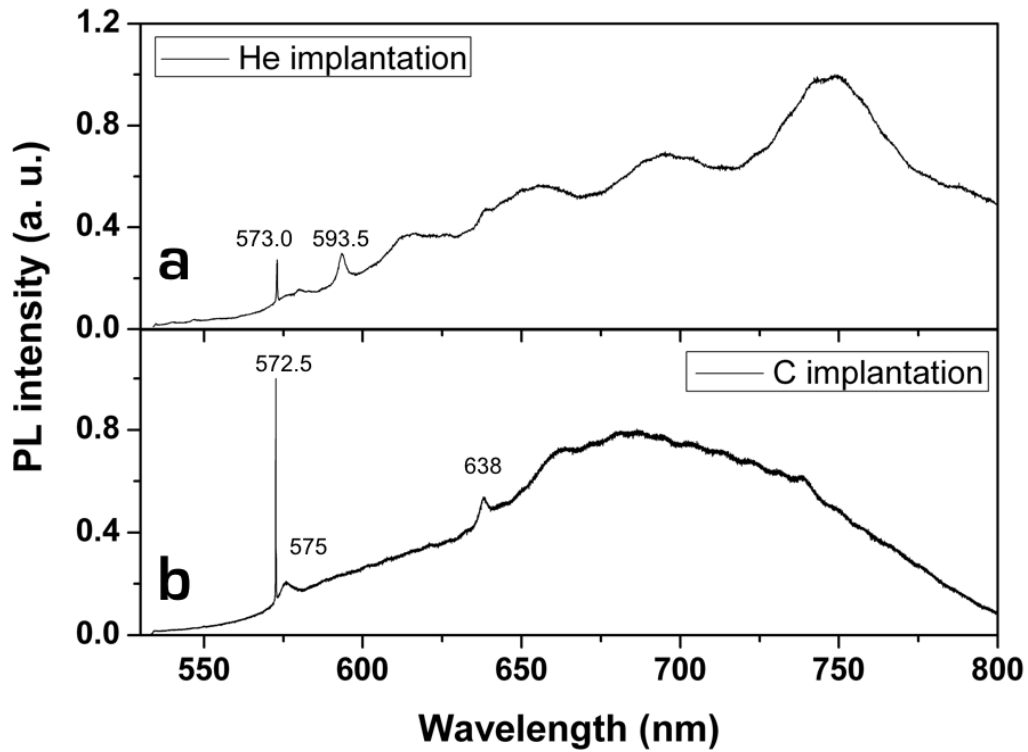 1.2
He implantation
0.8
0.4
573.0 593.5
a
0.0
572.5
C implantation
0.8
638
0.4
575
b
0.0
550 600 650 700 750 800
Wavelength (nm)
PL intensity (a. u.)